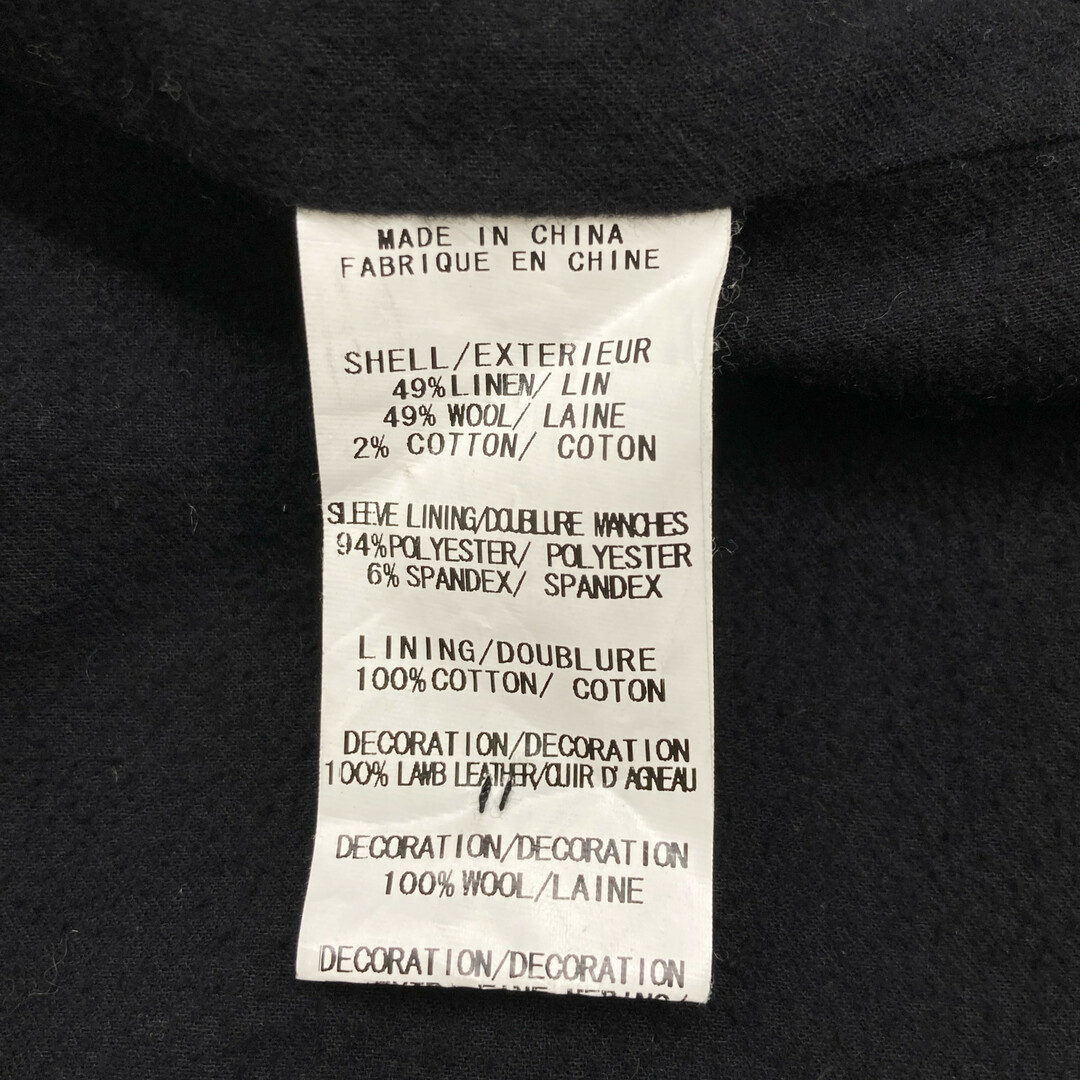 MADE IN CHINA
FABRIQUE EN CHINE
SHELL/EXTERIEUR
49%LINEN/ LIN
49% WOOL/ LAINE
2% COTTON/ COTON
SLEEVE LINING/DOUBLURE MANCHES
94%POLYESTER/ POLYESTER
6% SPANDEX/ SPANDEX
LINING/DOUBLURE
100%COTTON/ COTON
DECORATION/DECORATION
100% LAMB LEATHER/CUIR D'AGNEAU
DECORATION/DECORATION
100% WOOL/LAINE
DECORATION/DECORATION